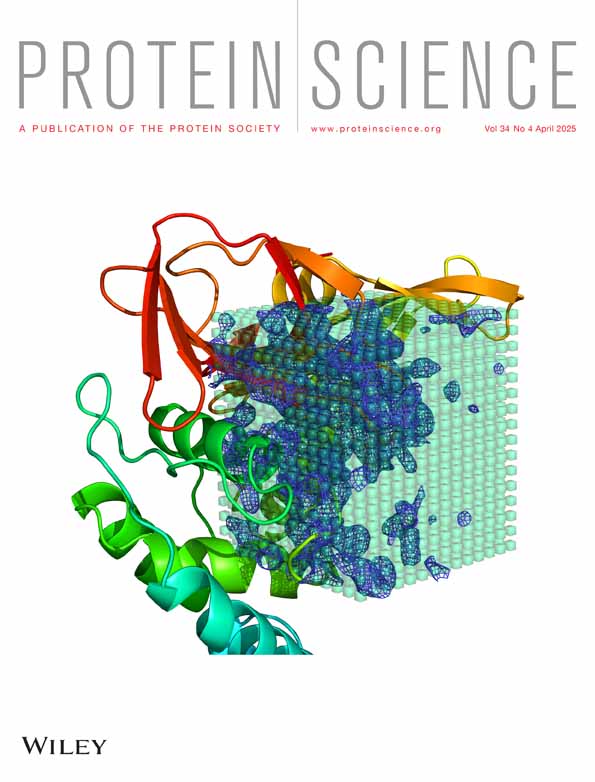 PROTEIN SCIENCE
A PUBLICATION OF THE PROTEIN SOCIETY www.proteinscience.org Vol 34 No 4 April 2025
WILEY